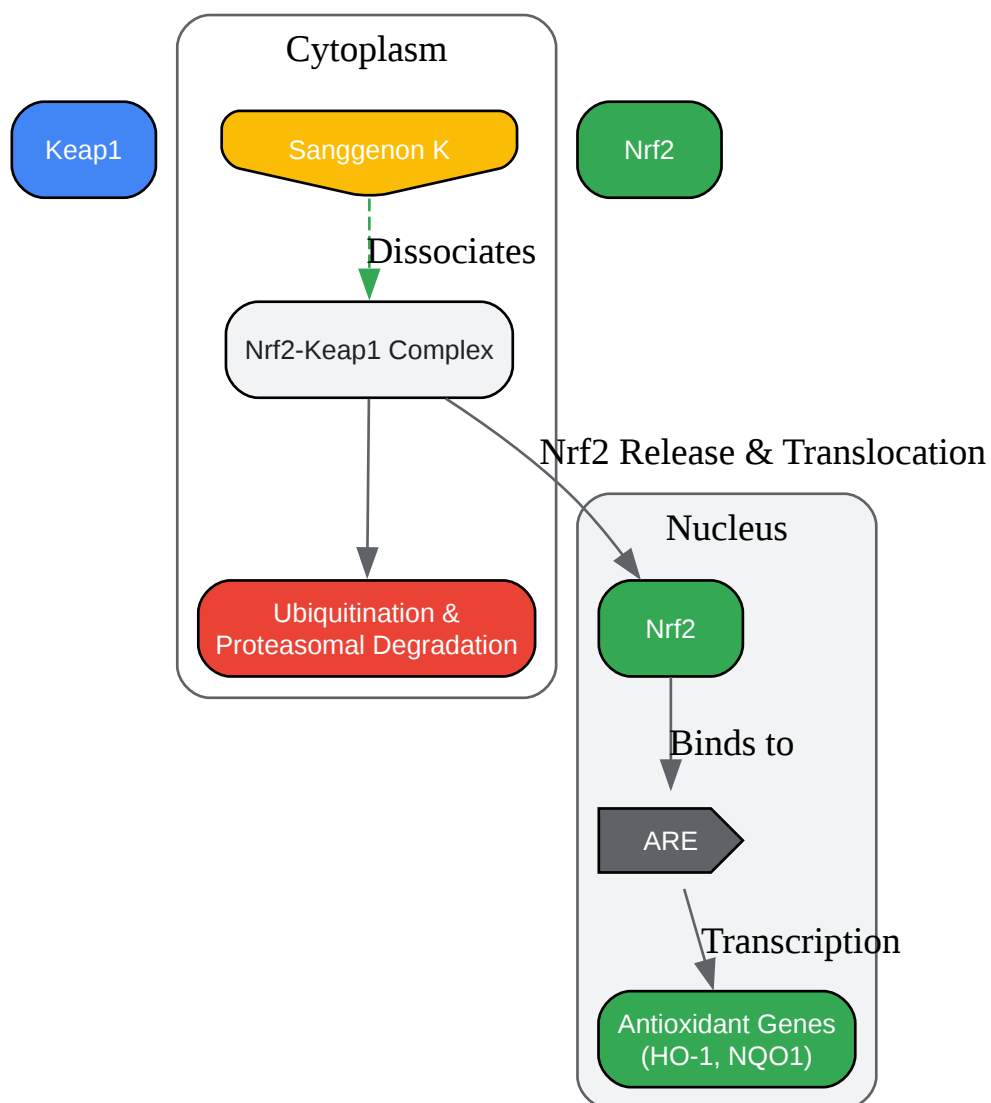 Cytoplasm
Keap1
Sanggenon K
Nrf2
Dissociates
Nrf2-Keap1 Complex
Nrf2 Release & Translocation
Nucleus
Ubiquitination &
Proteasomal Degradation
Nrf2
Binds to
ARE
Transcription
Antioxidant Genes
(HO-1, NQO1)